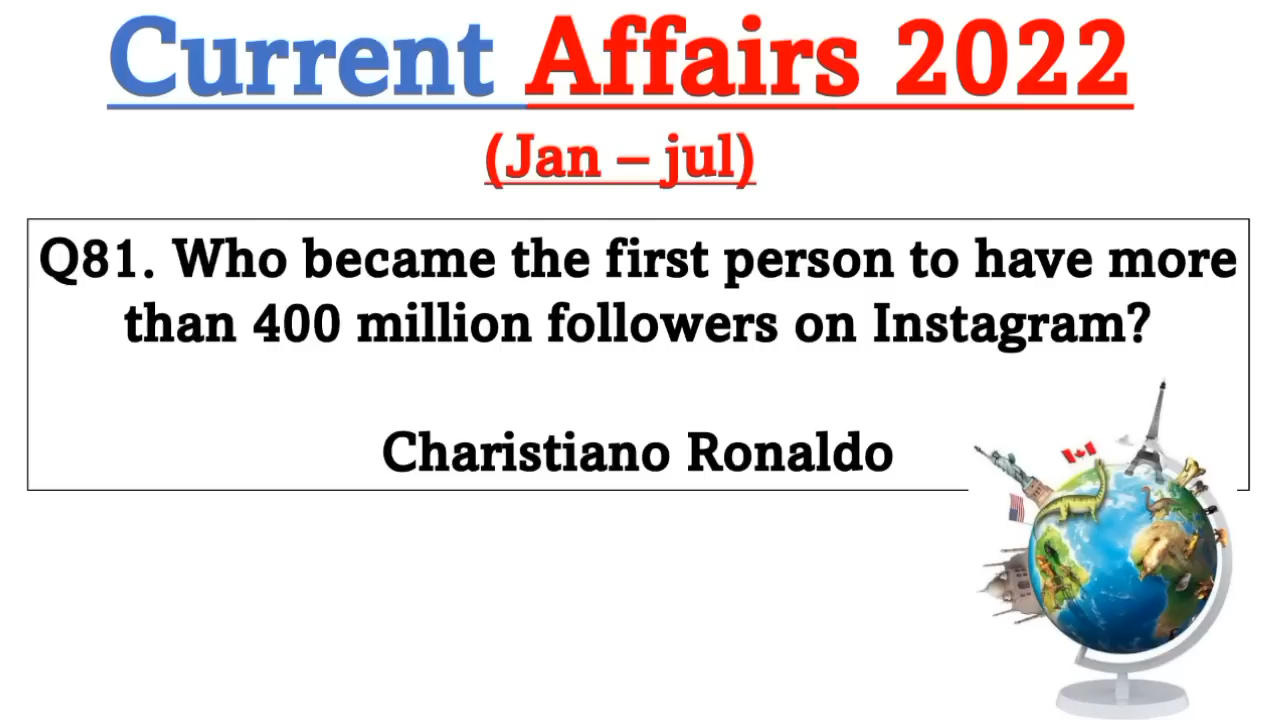 Current Affairs 2022
(Jan – jul)
Q81. Who became the first person to have more
than 400 million followers on Instagram?
Charistiano Ronaldo